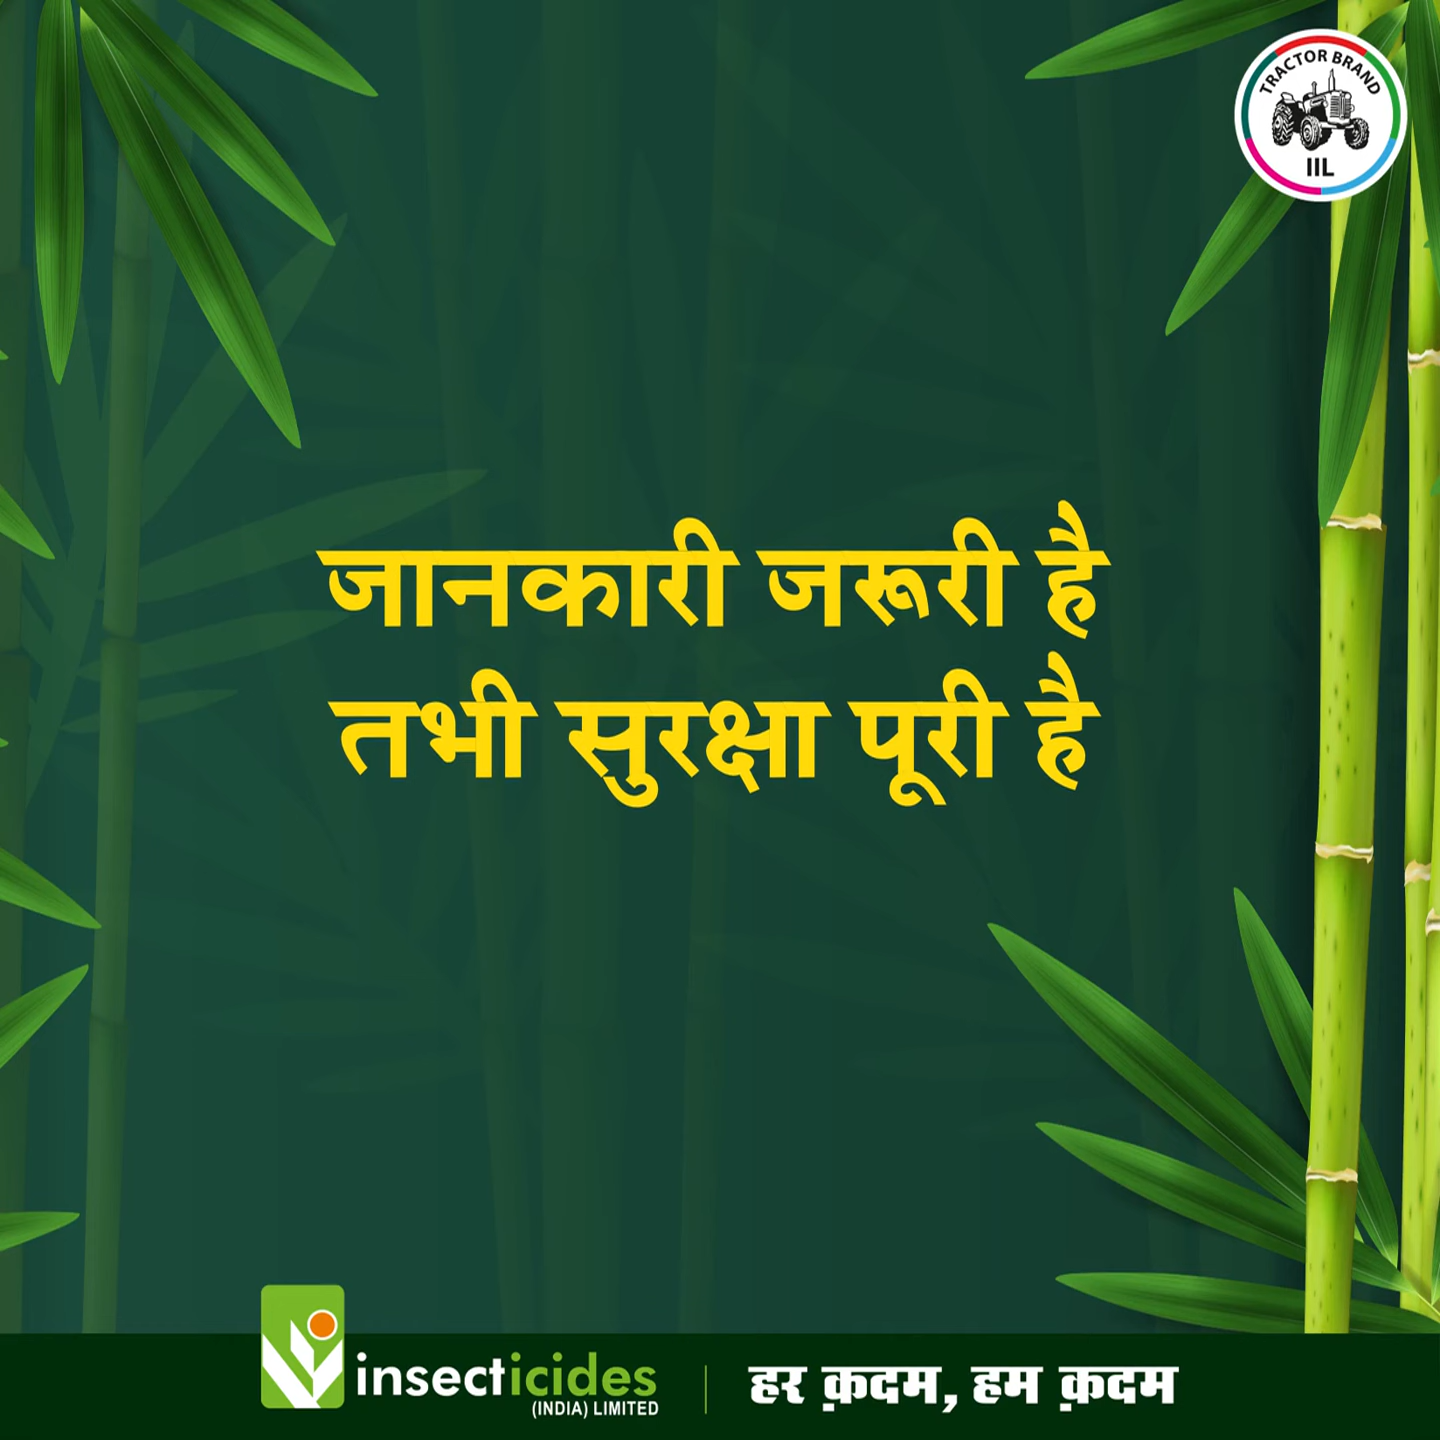 TRACTOR BRAND
IIL
जानकारी जरूरी है
तभी सुरक्षा पूरी है
insecticides
(INDIA) LIMITED
हर क़दम, हम क़दम